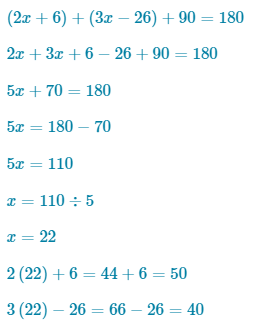 (2x + 6) + (3x − 26) + 90 = 180
2x + 3x + 6 − 26 + 90 = 180
5x + 70 = 180
5x = 180 − 70
5x = 110
x = 110 ÷ 5
x = 22
2 (22) + 6 = 44 + 6 = 50
3 (22) − 26 = 66 − 26 = 40